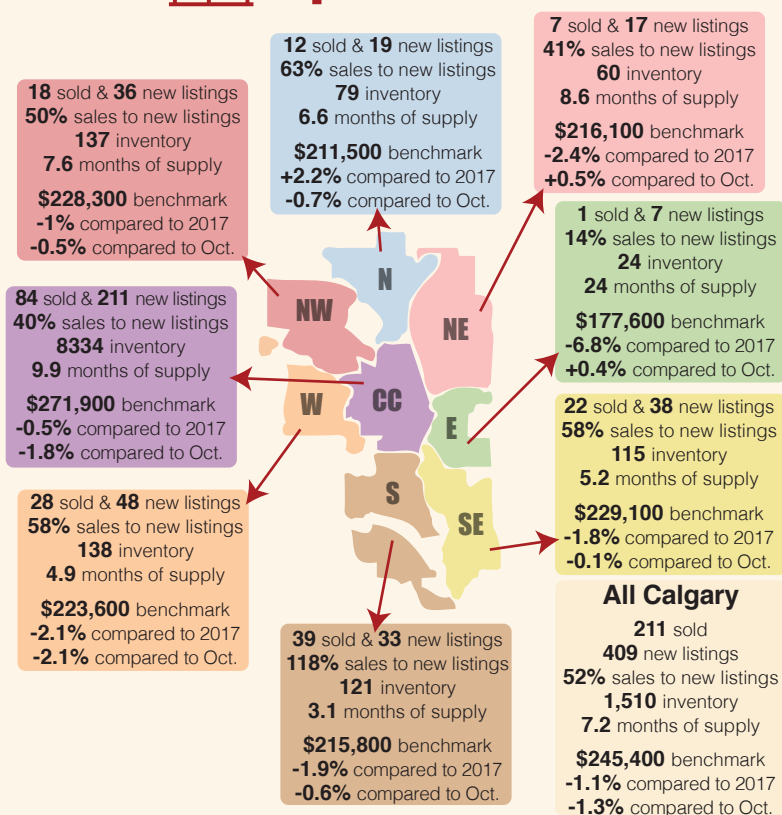 12 sold & 19 new listings
63% sales to new listings
79 inventory
6.6 months of supply
$211,500 benchmark
+2.2% compared to 2017
-0.7% compared to Oct.
7 sold & 17 new listings
41% sales to new listings
60 inventory
8.6 months of supply
$216,100 benchmark
-2.4% compared to 2017
+0.5% compared to Oct.
18 sold & 36 new listings
50% sales to new listings
137 inventory
7.6 months of supply
$228,300 benchmark
-1% compared to 2017
-0.5% compared to Oct.
1 sold & 7 new listings
14% sales to new listings
24 inventory
24 months of supply
$177,600 benchmark
-6.8% compared to 2017
+0.4% compared to Oct.
84 sold & 211 new listings
40% sales to new listings
8334 inventory
9.9 months of supply
$271,900 benchmark
-0.5% compared to 2017
-1.8% compared to Oct.
N
NW
NE
W
CC
E
S
SE
22 sold & 38 new listings
58% sales to new listings
115 inventory
5.2 months of supply
$229,100 benchmark
-1.8% compared to 2017
-0.1% compared to Oct.
28 sold & 48 new listings
58% sales to new listings
138 inventory
4.9 months of supply
$223,600 benchmark
-2.1% compared to 2017
-2.1% compared to Oct.
39 sold & 33 new listings
118% sales to new listings
121 inventory
3.1 months of supply
$215,800 benchmark
-1.9% compared to 2017
-0.6% compared to Oct.
All Calgary
211 sold
409 new listings
52% sales to new listings
1,510 inventory
7.2 months of supply
$245,400 benchmark
-1.1% compared to 2017
-1.3% compared to Oct.